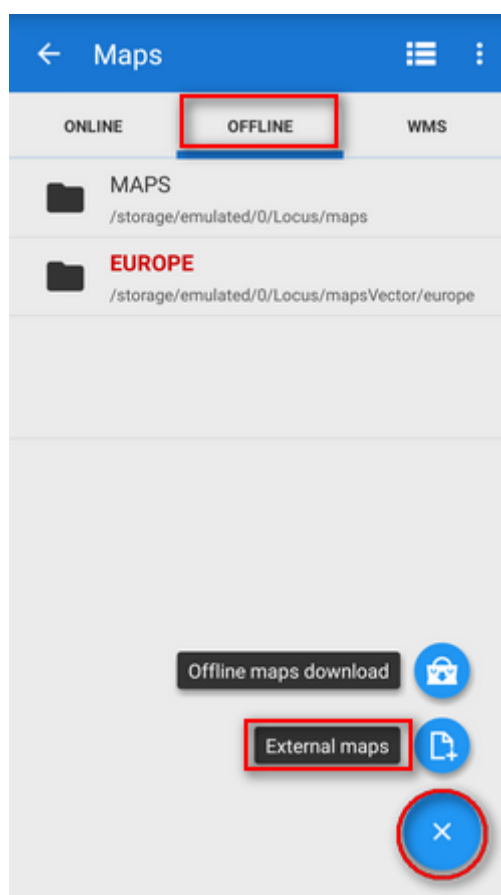 Maps
ONLINE OFFLINE WMS
MAPS
/storage/emulated/0/Locus/maps
EUROPE
/storage/emulated/0/Locus/mapsVector/europe
Offline maps download
External maps